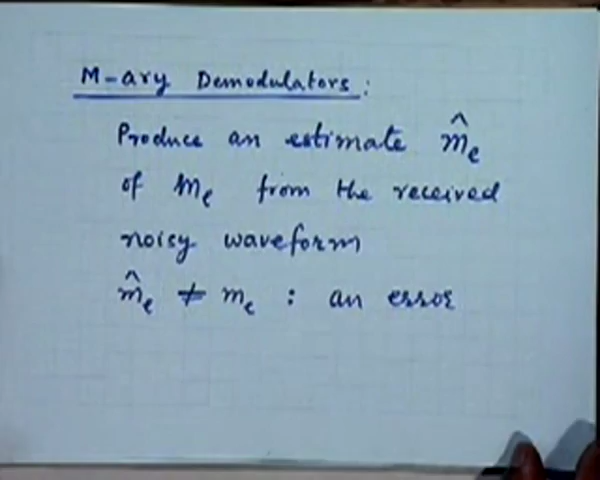 M-ary Demodulators:
Produce an estimate m̂ₑ
of mₑ from the received
noisy waveform
m̂ₑ ≠ mₑ : an error